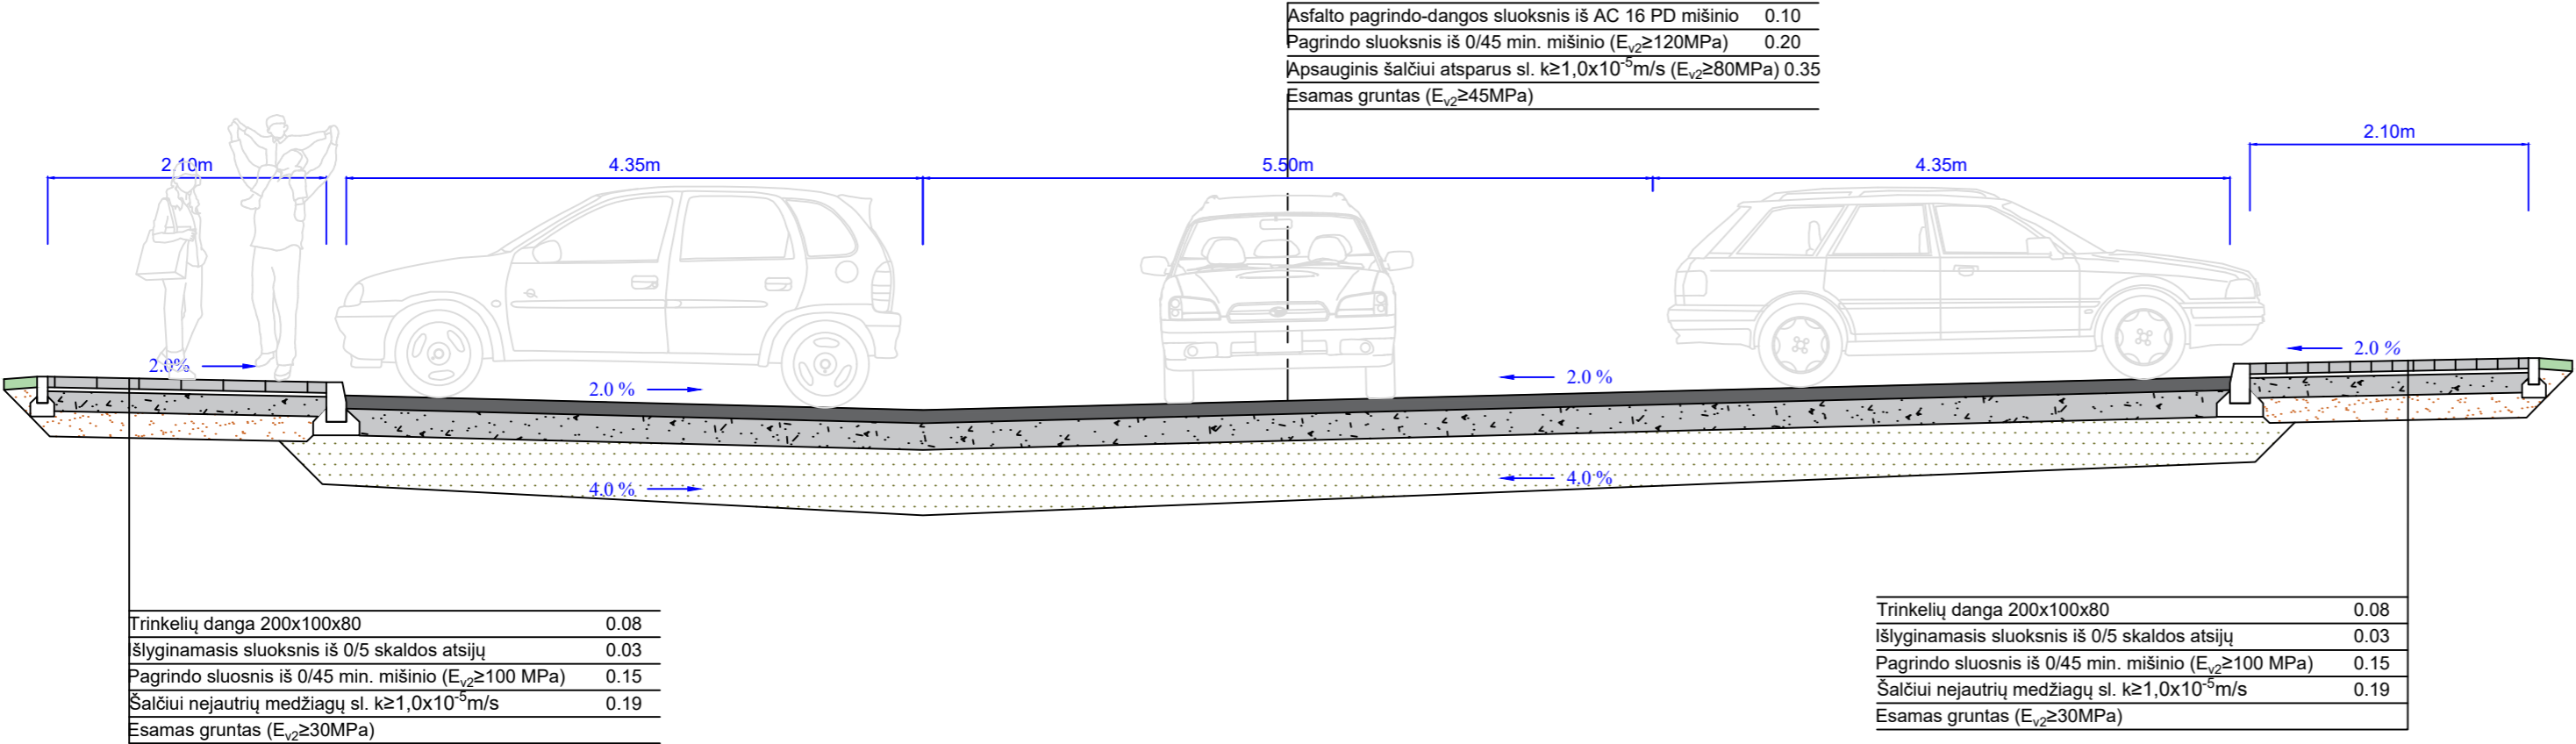 Asfalto pagrindo-dangos sluoksnis iš AC 16 PD mišinio 0.10
Pagrindo sluoksnis iš 0/45 min. mišinio (Ev2≥120MPa) 0.20
Apsauginis šalčiui atsparus sl. k≥1,0x10⁻⁵m/s (Ev2≥80MPa) 0.35
Esamas gruntas (Ev2≥45MPa)
2.10m 4.35m 5.50m 4.35m 2.10m
2.0% 2.0 % 2.0 % 2.0 %
4.0 % 4.0 %
Trinkelių danga 200x100x80 0.08
Išlyginamasis sluoksnis iš 0/5 skaldos atsijų 0.03
Pagrindo sluosnis iš 0/45 min. mišinio (Ev2≥100 MPa) 0.15
Šalčiui nejautrių medžiagų sl. k≥1,0x10⁻⁵m/s 0.19
Esamas gruntas (Ev2≥30MPa)
Trinkelių danga 200x100x80 0.08
Išlyginamasis sluoksnis iš 0/5 skaldos atsijų 0.03
Pagrindo sluosnis iš 0/45 min. mišinio (Ev2≥100 MPa) 0.15
Šalčiui nejautrių medžiagų sl. k≥1,0x10⁻⁵m/s 0.19
Esamas gruntas (Ev2≥30MPa)